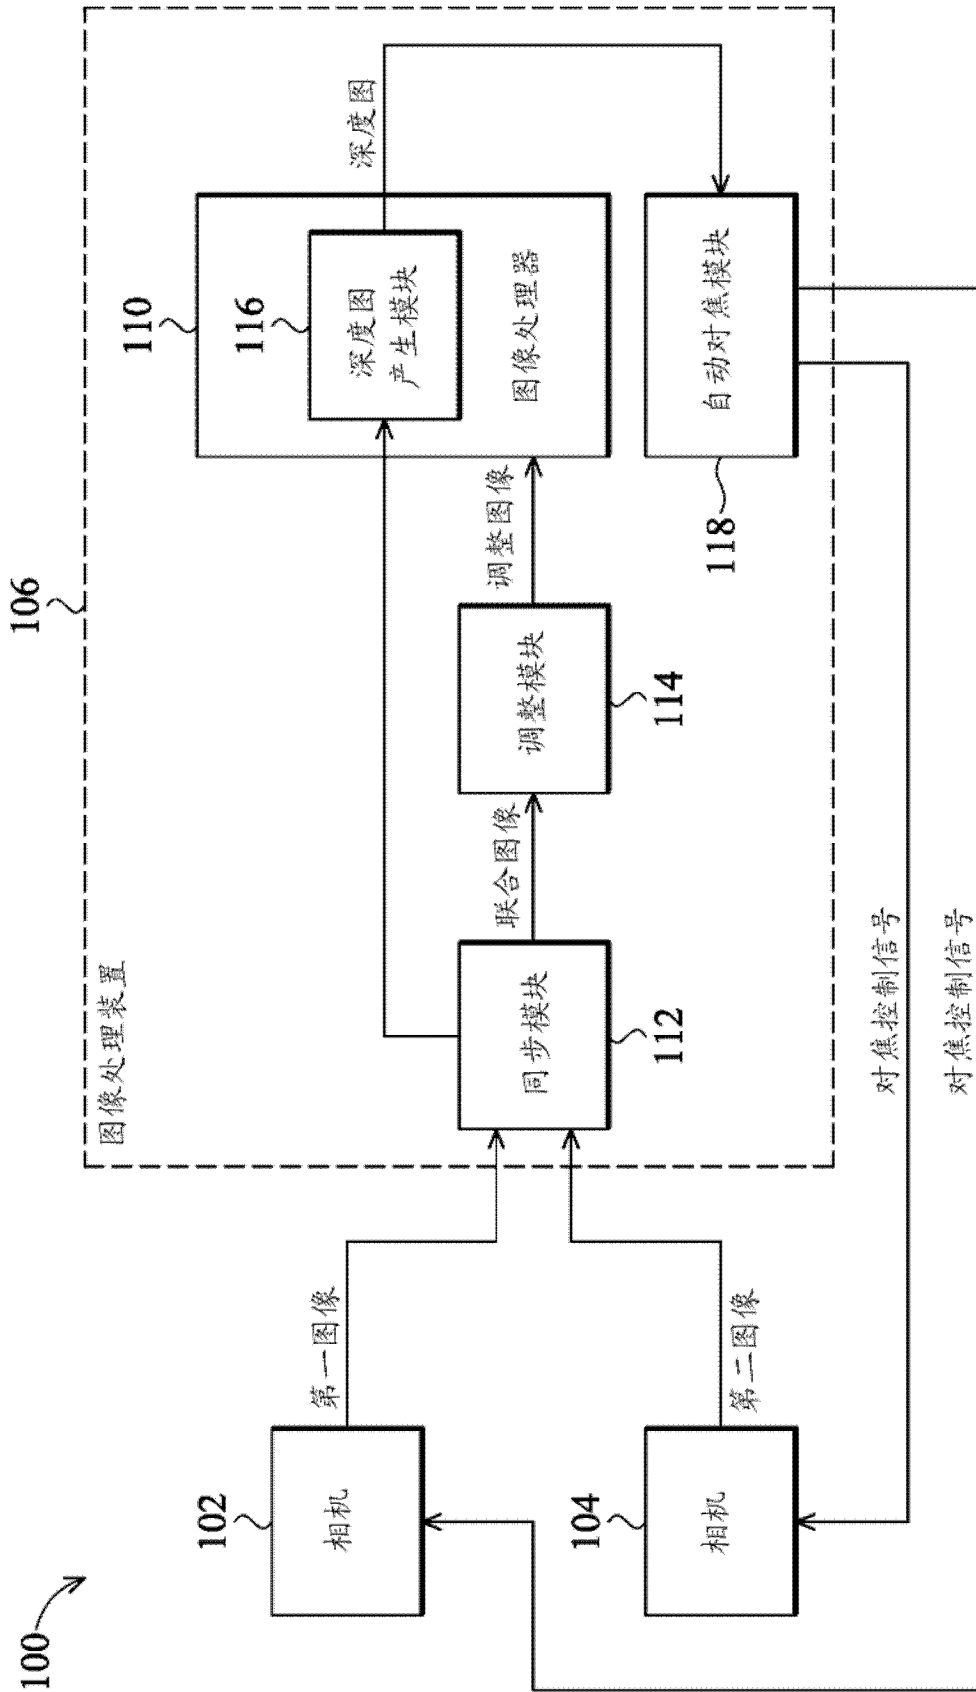 100
102
相机
104
相机
第一图像
第二图像
106
图像处理装置
112
同步模块
联合图像
114
调整模块
调整图像
110
116
深度图
产生模块
图像处理器
深度图
118
自动对焦模块
对焦控制信号
对焦控制信号